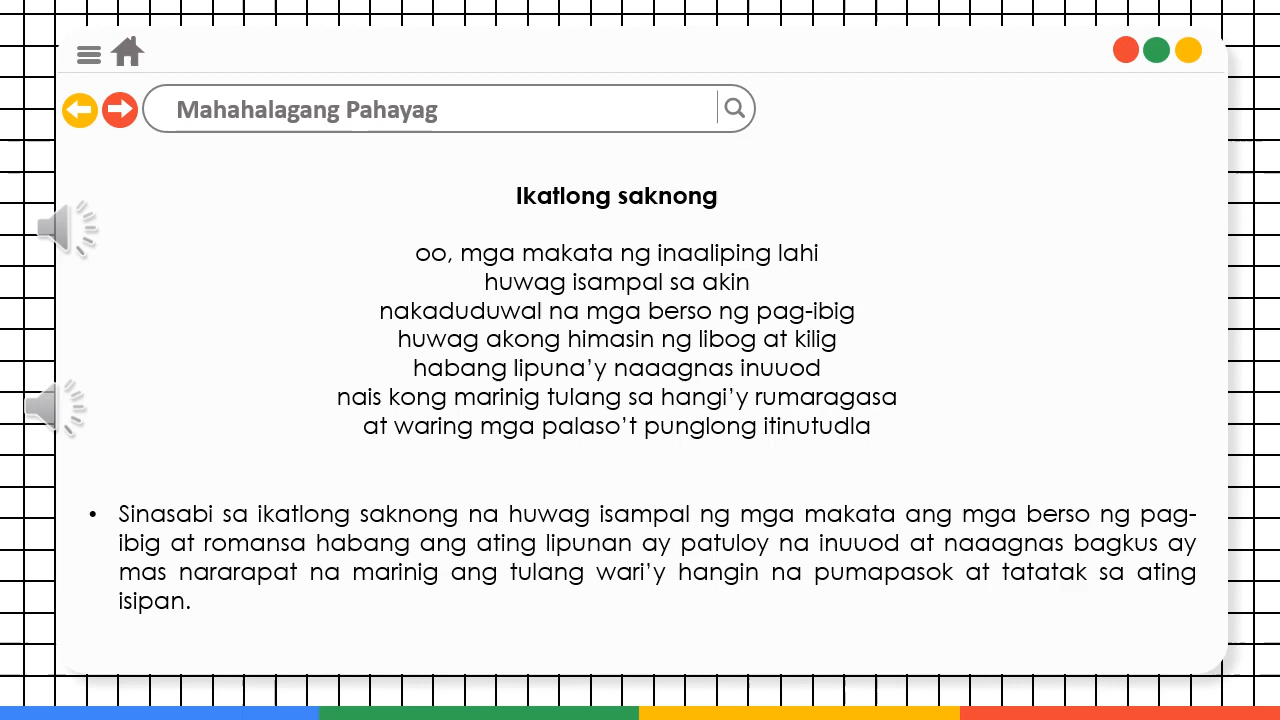 Mahahalagang Pahayag
Ikatlong saknong
oo, mga makata ng inaaliping lahi
huwag isampal sa akin
nakaduduwal na mga berso ng pag-ibig
huwag akong himasin ng libog at kilig
habang lipuna’y naaagnas inuuod
nais kong marinig tulang sa hangi’y rumaragasa
at waring mga palaso’t punglong itinutudla
• Sinasabi sa ikatlong saknong na huwag isampal ng mga makata ang mga berso ng pag-
ibig at romansa habang ang ating lipunan ay patuloy na inuuod at naaagnas bagkus ay
mas nararapat na marinig ang tulang wari’y hangin na pumapasok at tatatak sa ating
isipan.